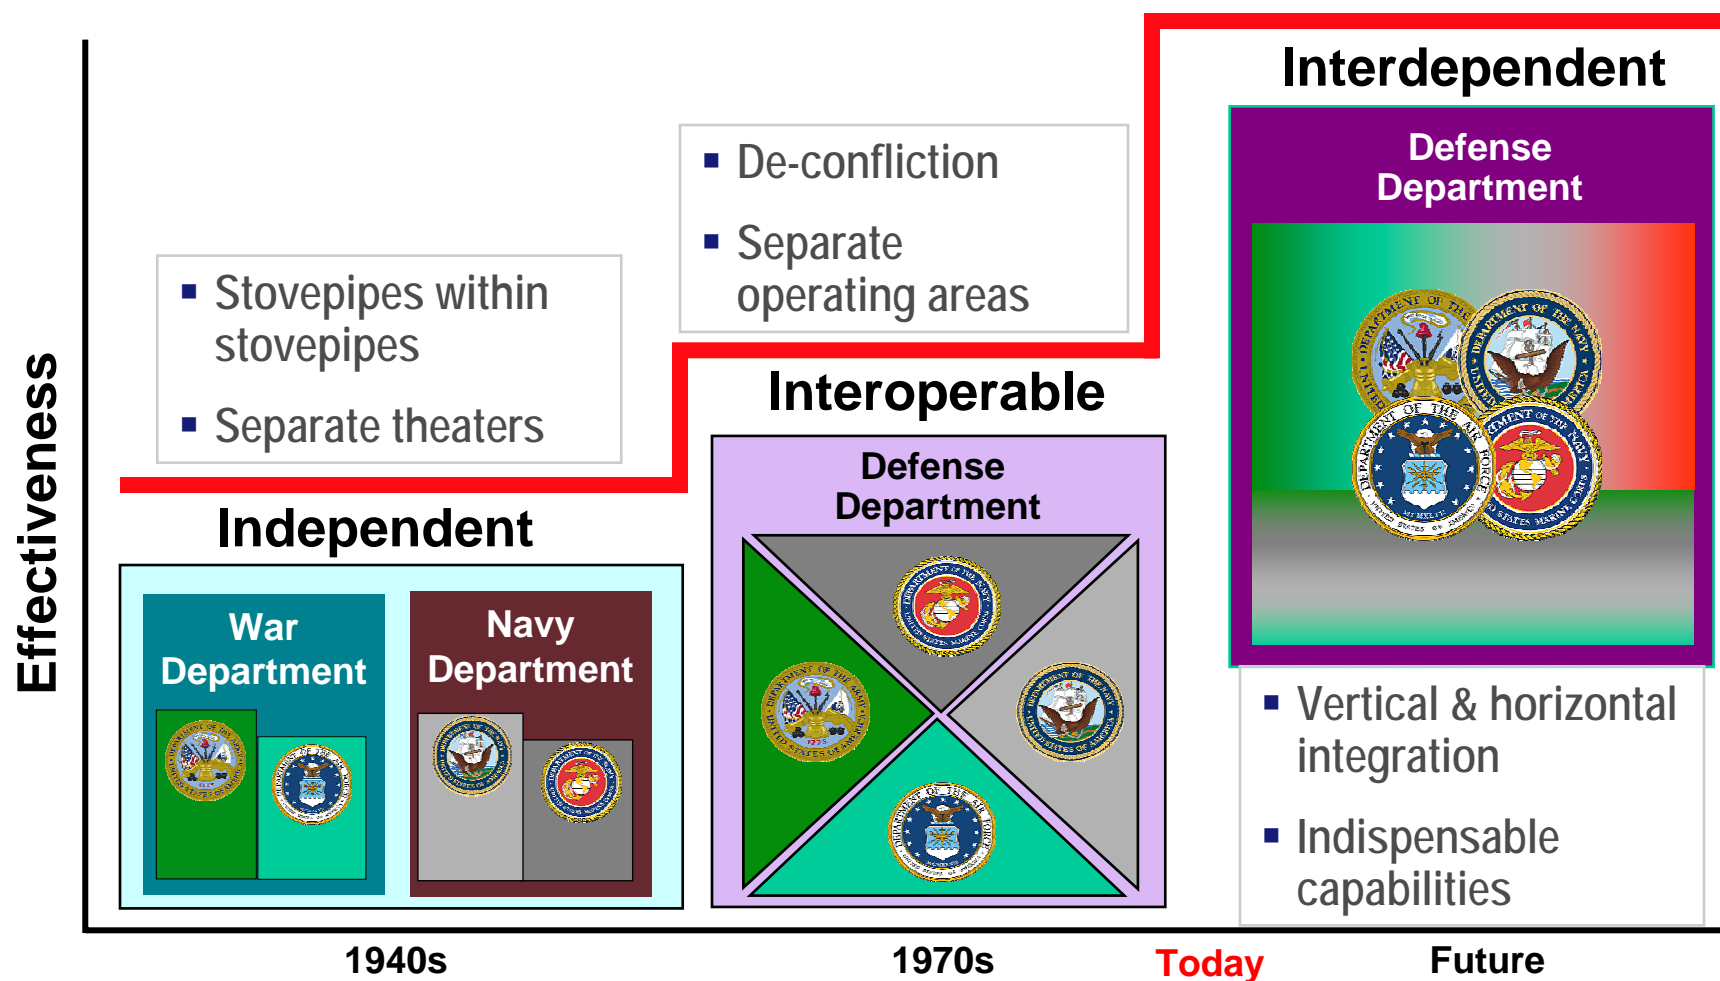 Effectiveness
Interdependent
Defense
Department
▪ De-confliction
▪ Separate
operating areas
▪ Stovepipes within
stovepipes
▪ Separate theaters
Interoperable
Defense
Department
Independent
War
Department
Navy
Department
▪ Vertical & horizontal
integration
▪ Indispensable
capabilities
1940s
1970s
Today
Future